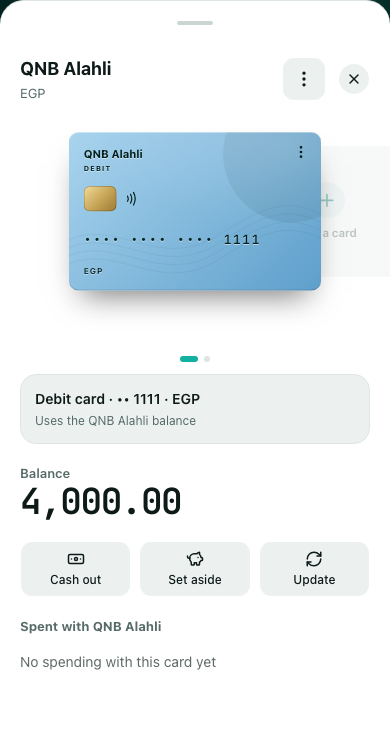 QNB Alahli
EGP
QNB Alahli
DEBIT
•••• •••• •••• 1111
EGP
a card
Debit card · •• 1111 · EGP
Uses the QNB Alahli balance
Balance
4,000.00
Cash out
Set aside
Update
Spent with QNB Alahli
No spending with this card yet